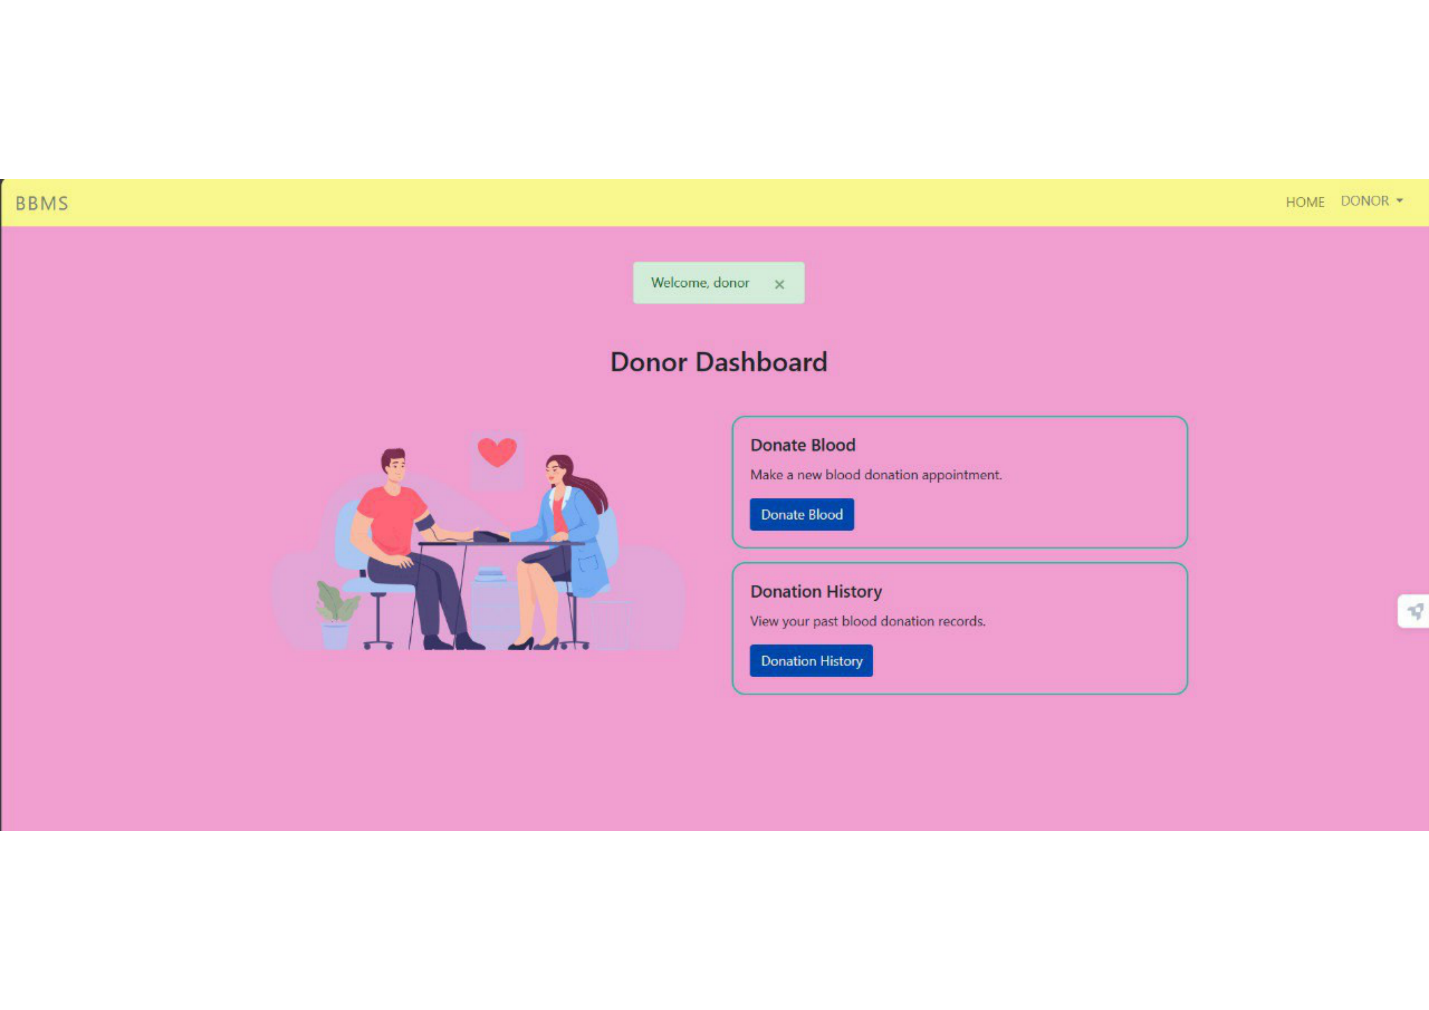 BBMS
HOME DONOR
Welcome, donor ×
Donor Dashboard
Donate Blood
Make a new blood donation appointment.
Donate Blood
Donation History
View your past blood donation records.
Donation History